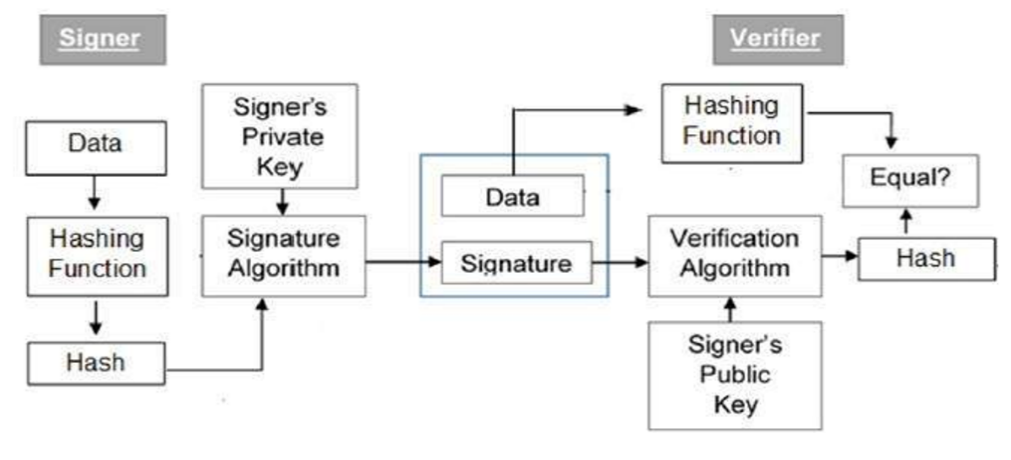 Signer
Verifier
Data
Hashing
Function
Hash
Signer's
Private
Key
Signature
Algorithm
Data
Signature
Hashing
Function
Equal?
Verification
Algorithm
Hash
Signer's
Public
Key